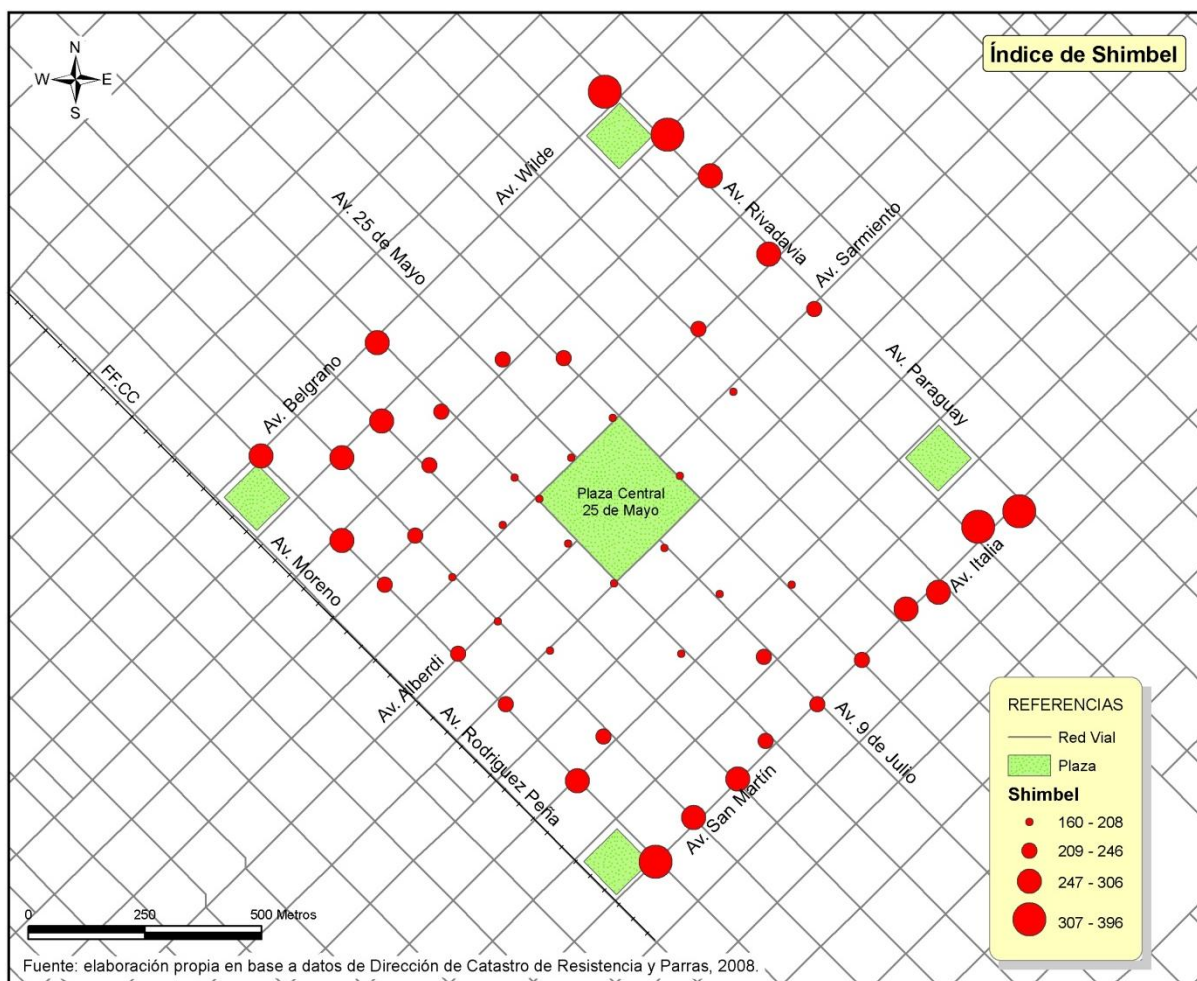 Índice de Shimbel
N
W E
S
Av. Wilde
Av. 25 de Mayo
Av. Rivadavia
Av. Sarmiento
FF.CC
Av. Belgrano
Av. Paraguay
Plaza Central
25 de Mayo
Av. Moreno
Av. Italia
Av. Alberdi
Av. Rodriguez Peña
Av. San Martín
Av. 9 de Julio
REFERENCIAS
Red Vial
Plaza
Shimbel
160 - 208
209 - 246
247 - 306
307 - 396
0 250 500 Metros
Fuente: elaboración propia en base a datos de Dirección de Catastro de Resistencia y Parras, 2008.